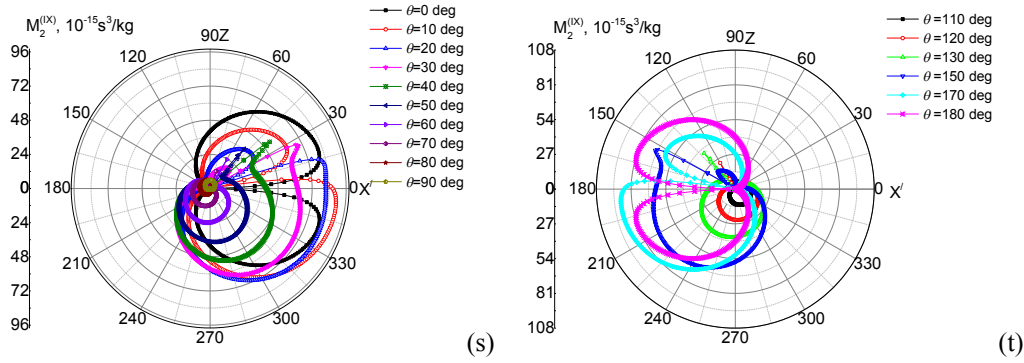 M₂⁽ᴵˣ⁾, 10⁻¹⁵s³/kg
96
72
48
24
0
24
48
72
96
90Z
60
30
0
X/
330
300
270
240
210
180
150
120
θ=0 deg
θ=10 deg
θ=20 deg
θ=30 deg
θ=40 deg
θ=50 deg
θ=60 deg
θ=70 deg
θ=80 deg
θ=90 deg
(s)
M₂⁽ᴵˣ⁾, 10⁻¹⁵s³/kg
108
81
54
27
0
27
54
81
108
90Z
60
30
0
X/
330
300
270
240
210
180
150
120
θ=110 deg
θ=120 deg
θ=130 deg
θ=150 deg
θ=170 deg
θ=180 deg
(t)